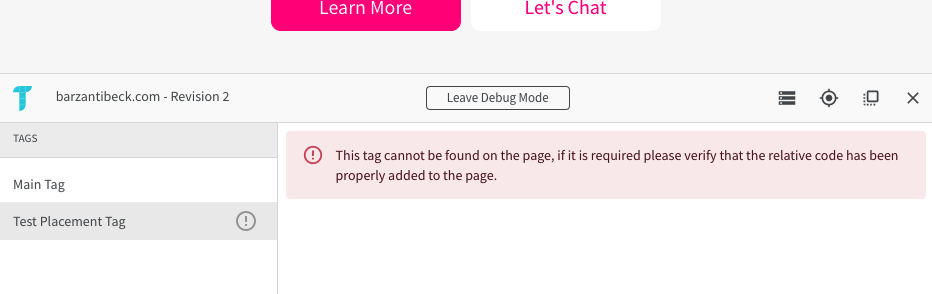 Learn More
Let's Chat
barzantibeck.com - Revision 2
Leave Debug Mode
TAGS
Main Tag
Test Placement Tag
This tag cannot be found on the page, if it is required please verify that the relative code has been
properly added to the page.